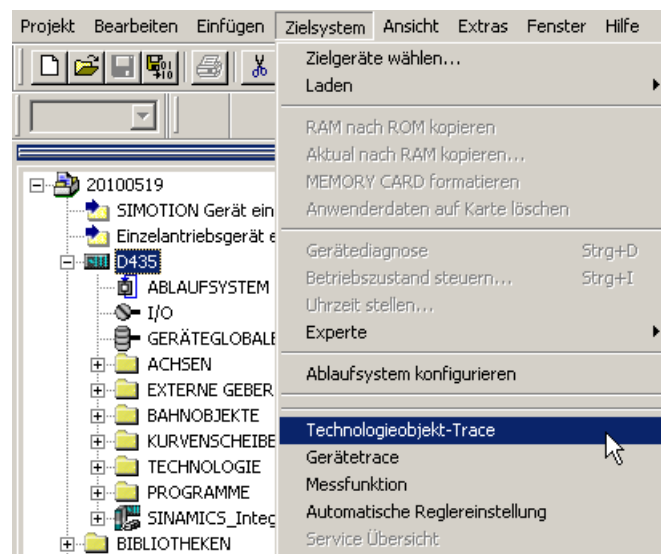 Projekt Bearbeiten Einfügen Zielsystem Ansicht Extras Fenster Hilfe
Zielgeräte wählen...
Laden
RAM nach ROM kopieren
Aktual nach RAM kopieren...
MEMORY CARD formatieren
Anwenderdaten auf Karte löschen
Gerätediagnose Strg+D
Betriebszustand steuern... Strg+I
Uhrzeit stellen...
Experte
Ablaufsystem konfigurieren
Technologieobjekt-Trace
Gerätetrace
Messfunktion
Automatische Reglereinstellung
Service Übersicht
20100519
SIMOTION Gerät ein
Einzelantriebsgerät e
D435
ABLAUFSYSTEM
I/O
GERÄTEGLOBALE
ACHSEN
EXTERNE GEBER
BAHNOBJEKTE
KURVENSCHEIBE
TECHNOLOGIE
PROGRAMME
SINAMICS_Integ
BIBLIOTHEKEN